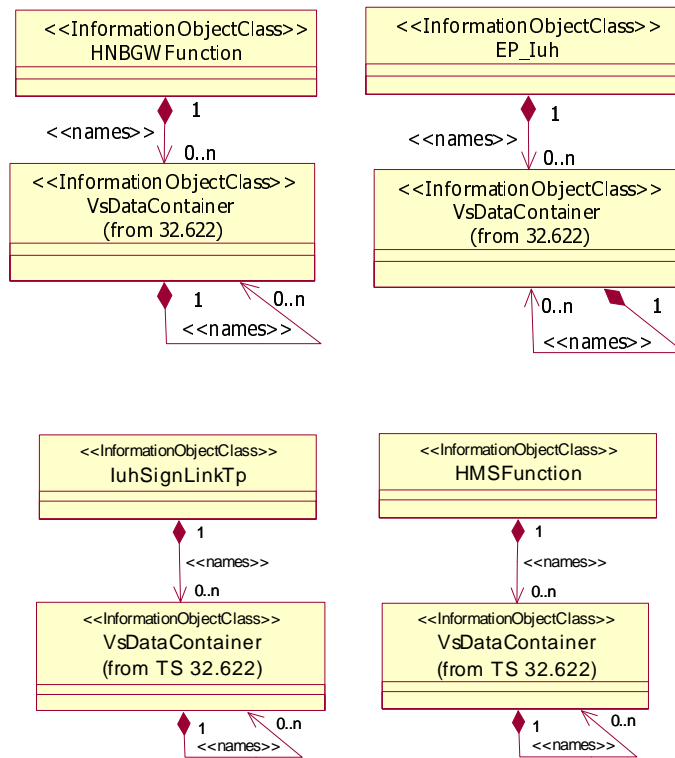 <<InformationObjectClass>>
HNBGWFunction
1
<<names>>
0..n
<<InformationObjectClass>>
VsDataContainer
(from 32.622)
1
0..n
<<names>>
<<InformationObjectClass>>
EP_Iuh
1
<<names>>
0..n
<<InformationObjectClass>>
VsDataContainer
(from 32.622)
0..n
1
<<names>>
<<InformationObjectClass>>
IuhSignLinkTp
1
<<names>>
0..n
<<InformationObjectClass>>
VsDataContainer
(from TS 32.622)
1
0..n
<<names>>
<<InformationObjectClass>>
HMSFunction
1
<<names>>
0..n
<<InformationObjectClass>>
VsDataContainer
(from TS 32.622)
1
0..n
<<names>>